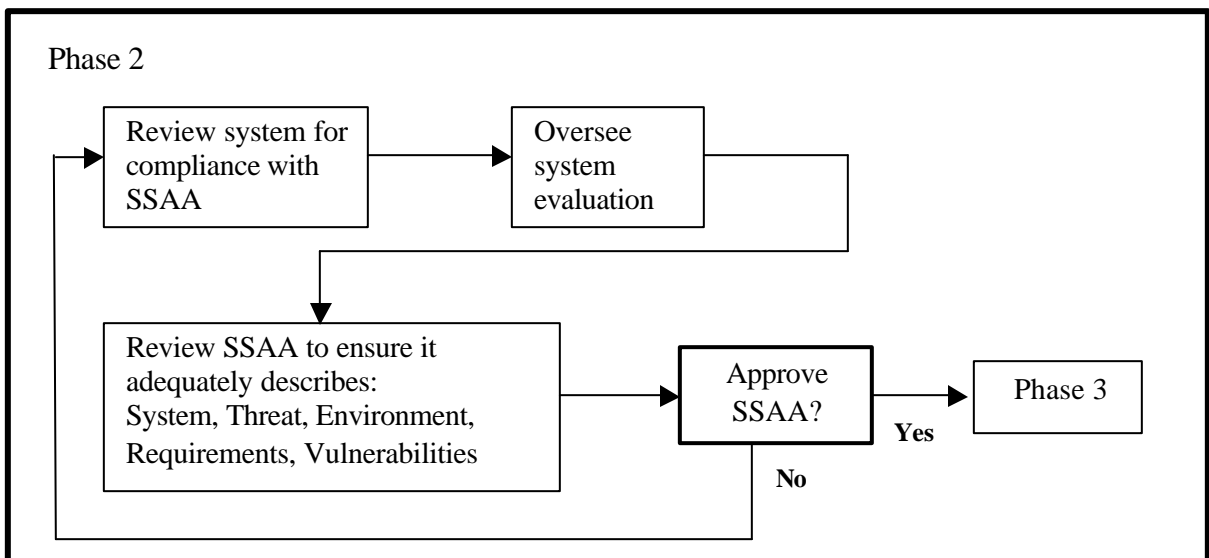 Phase 2
Review system for
compliance with
SSAA
Oversee
system
evaluation
Review SSAA to ensure it
adequately describes:
System, Threat, Environment,
Requirements, Vulnerabilities
Approve
SSAA?
Yes
No
Phase 3